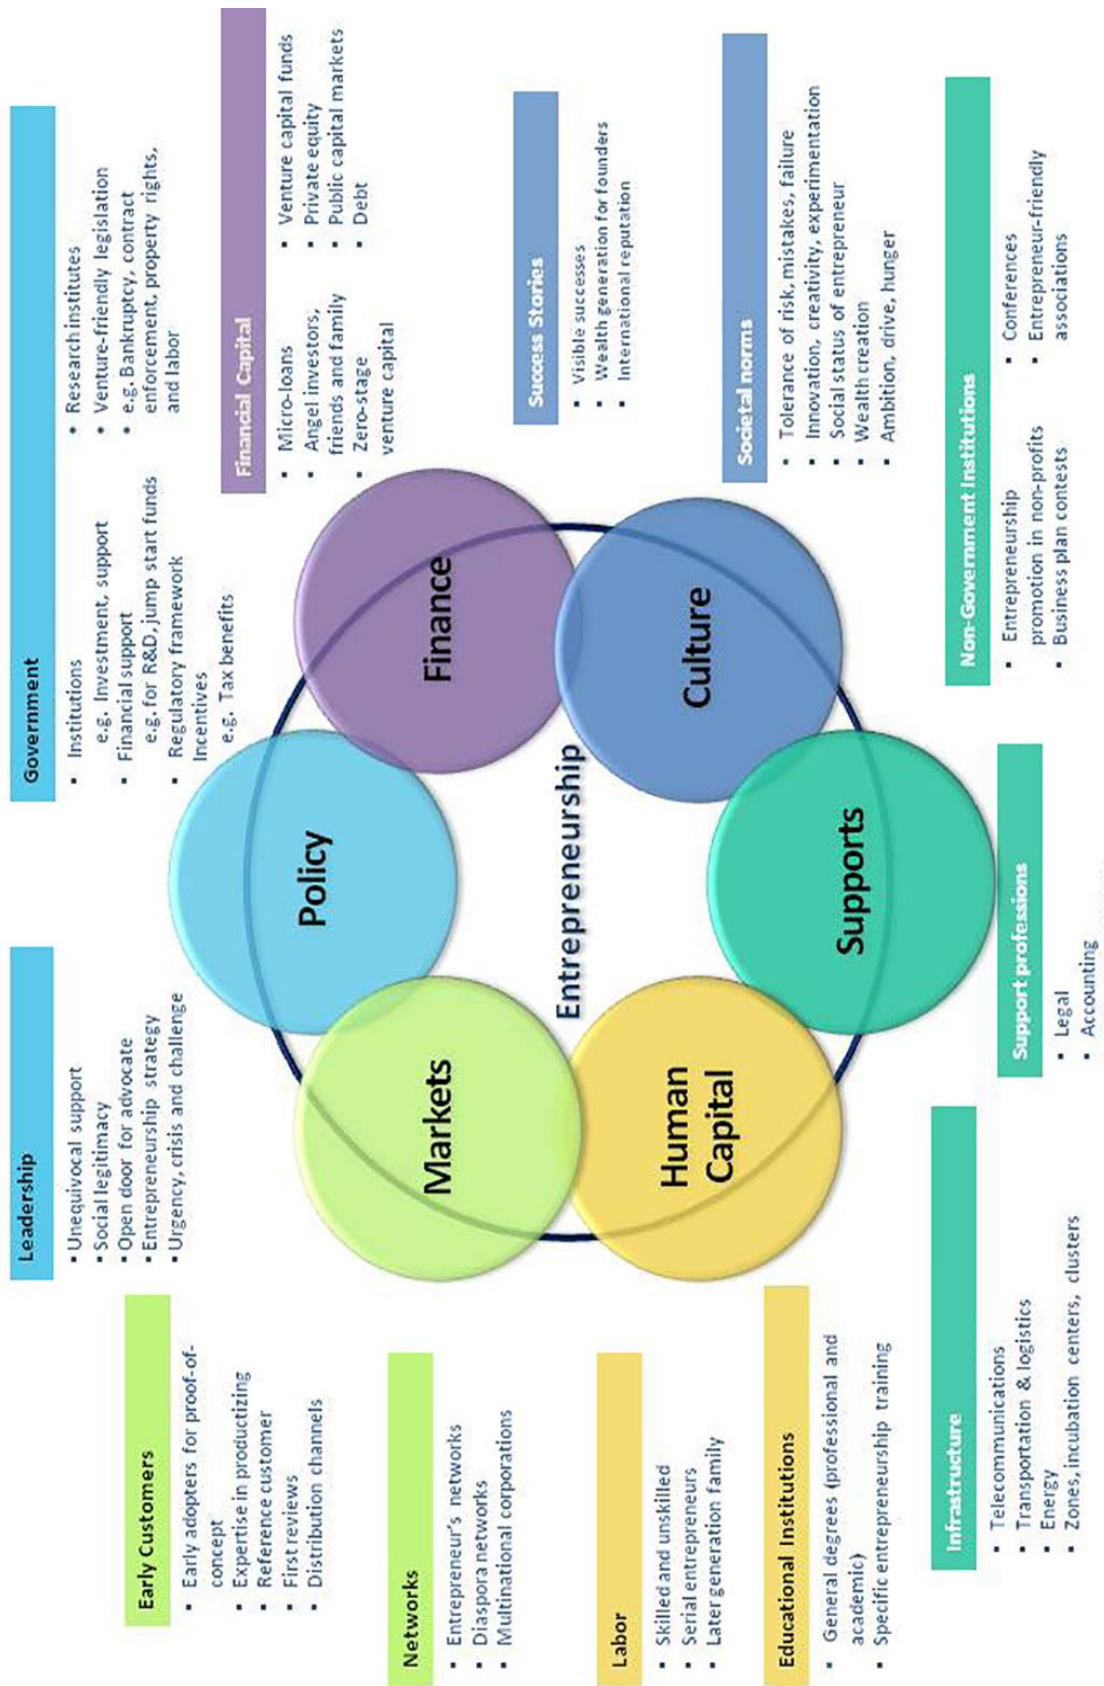 Leadership
▪ Unequivocal support
▪ Social legitimacy
▪ Open door for advocate
▪ Entrepreneurship strategy
▪ Urgency, crisis and challenge
Government
▪ Institutions
e.g. Investment, support
▪ Financial support
e.g. for R&D, jump start funds
▪ Regulatory framework
Incentives
e.g. Tax benefits
• Research institutes
• Venture-friendly legislation
• e.g. Bankruptcy, contract
enforcement, property rights,
and labor
Early Customers
▪ Early adopters for proof-of-
concept
▪ Expertise in productizing
▪ Reference customer
▪ First reviews
▪ Distribution channels
Networks
▪ Entrepreneur's networks
▪ Diaspora networks
▪ Multinational corporations
Labor
▪ Skilled and unskilled
▪ Serial entrepreneurs
▪ Later generation family
Educational Institutions
▪ General degrees (professional and
academic)
▪ Specific entrepreneurship training
Policy
Markets
Finance
Entrepreneurship
Human
Capital
Culture
Supports
Financial Capital
▪ Micro-loans
▪ Angel investors,
friends and family
▪ Zero-stage
venture capital
▪ Venture capital funds
▪ Private equity
▪ Public capital markets
▪ Debt
Success Stories
▪ Visible successes
▪ Wealth generation for founders
▪ International reputation
Societal norms
▪ Tolerance of risk, mistakes, failure
▪ Innovation, creativity, experimentation
▪ Social status of entrepreneur
▪ Wealth creation
▪ Ambition, drive, hunger
Infrastructure
▪ Telecommunications
▪ Transportation & logistics
▪ Energy
▪ Zones, incubation centers, clusters
Support professions
▪ Legal
▪ Accounting
Non-Government Institutions
▪ Entrepreneurship
promotion in non-profits
▪ Business plan contests
▪ Conferences
▪ Entrepreneur-friendly
associations